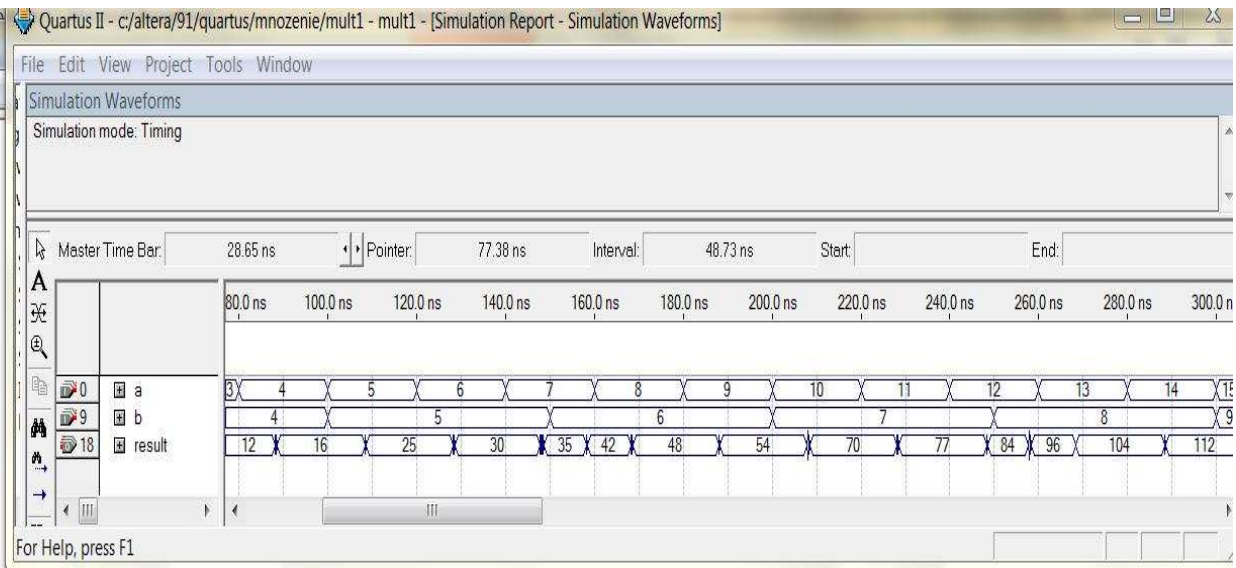 Quartus II - c:/altera/91/quartus/mnozenie/mult1 - mult1 - [Simulation Report - Simulation Waveforms]
File Edit View Project Tools Window
Simulation Waveforms
Simulation mode: Timing
Master Time Bar: 28.65 ns Pointer: 77.38 ns Interval: 48.73 ns Start: End:
80.0 ns 100.0 ns 120.0 ns 140.0 ns 160.0 ns 180.0 ns 200.0 ns 220.0 ns 240.0 ns 260.0 ns 280.0 ns 300.0 n
0 a 3 4 5 6 7 8 9 10 11 12 13 14 15
9 b 4 5 6 7 8 9
18 result 12 16 25 30 35 42 48 54 70 77 84 96 104 112
For Help, press F1